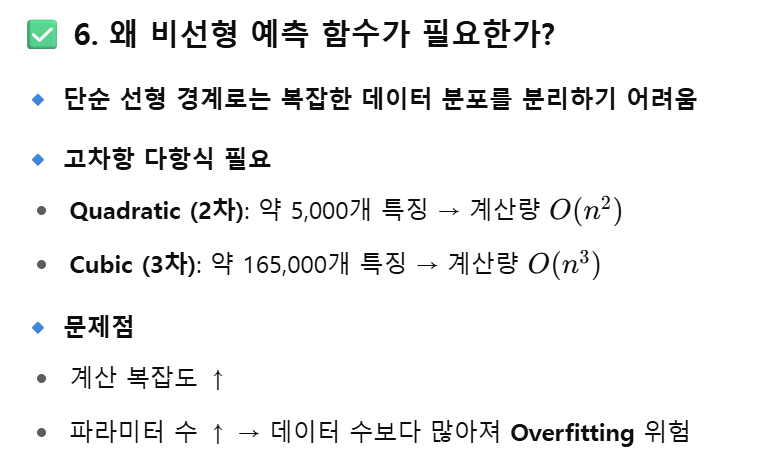 ✅ 6. 왜 비선형 예측 함수가 필요한가?
🔹 단순 선형 경계로는 복잡한 데이터 분포를 분리하기 어려움
🔹 고차항 다항식 필요
• Quadratic (2차): 약 5,000개 특징 → 계산량 O(n²)
• Cubic (3차): 약 165,000개 특징 → 계산량 O(n³)
🔹 문제점
• 계산 복잡도 ↑
• 파라미터 수 ↑ → 데이터 수보다 많아져 Overfitting 위험